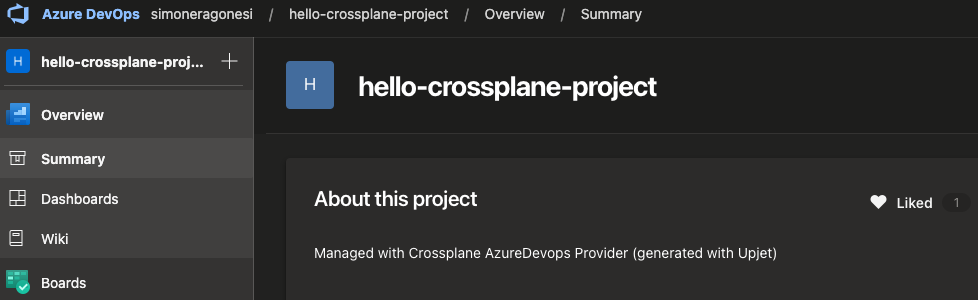 Azure DevOps simoneragonesi / hello-crossplane-project / Overview / Summary
H hello-crossplane-proj... +
H hello-crossplane-project
Overview
Summary
About this project
Liked 1
Dashboards
Wiki
Managed with Crossplane AzureDevops Provider (generated with Upjet)
Boards